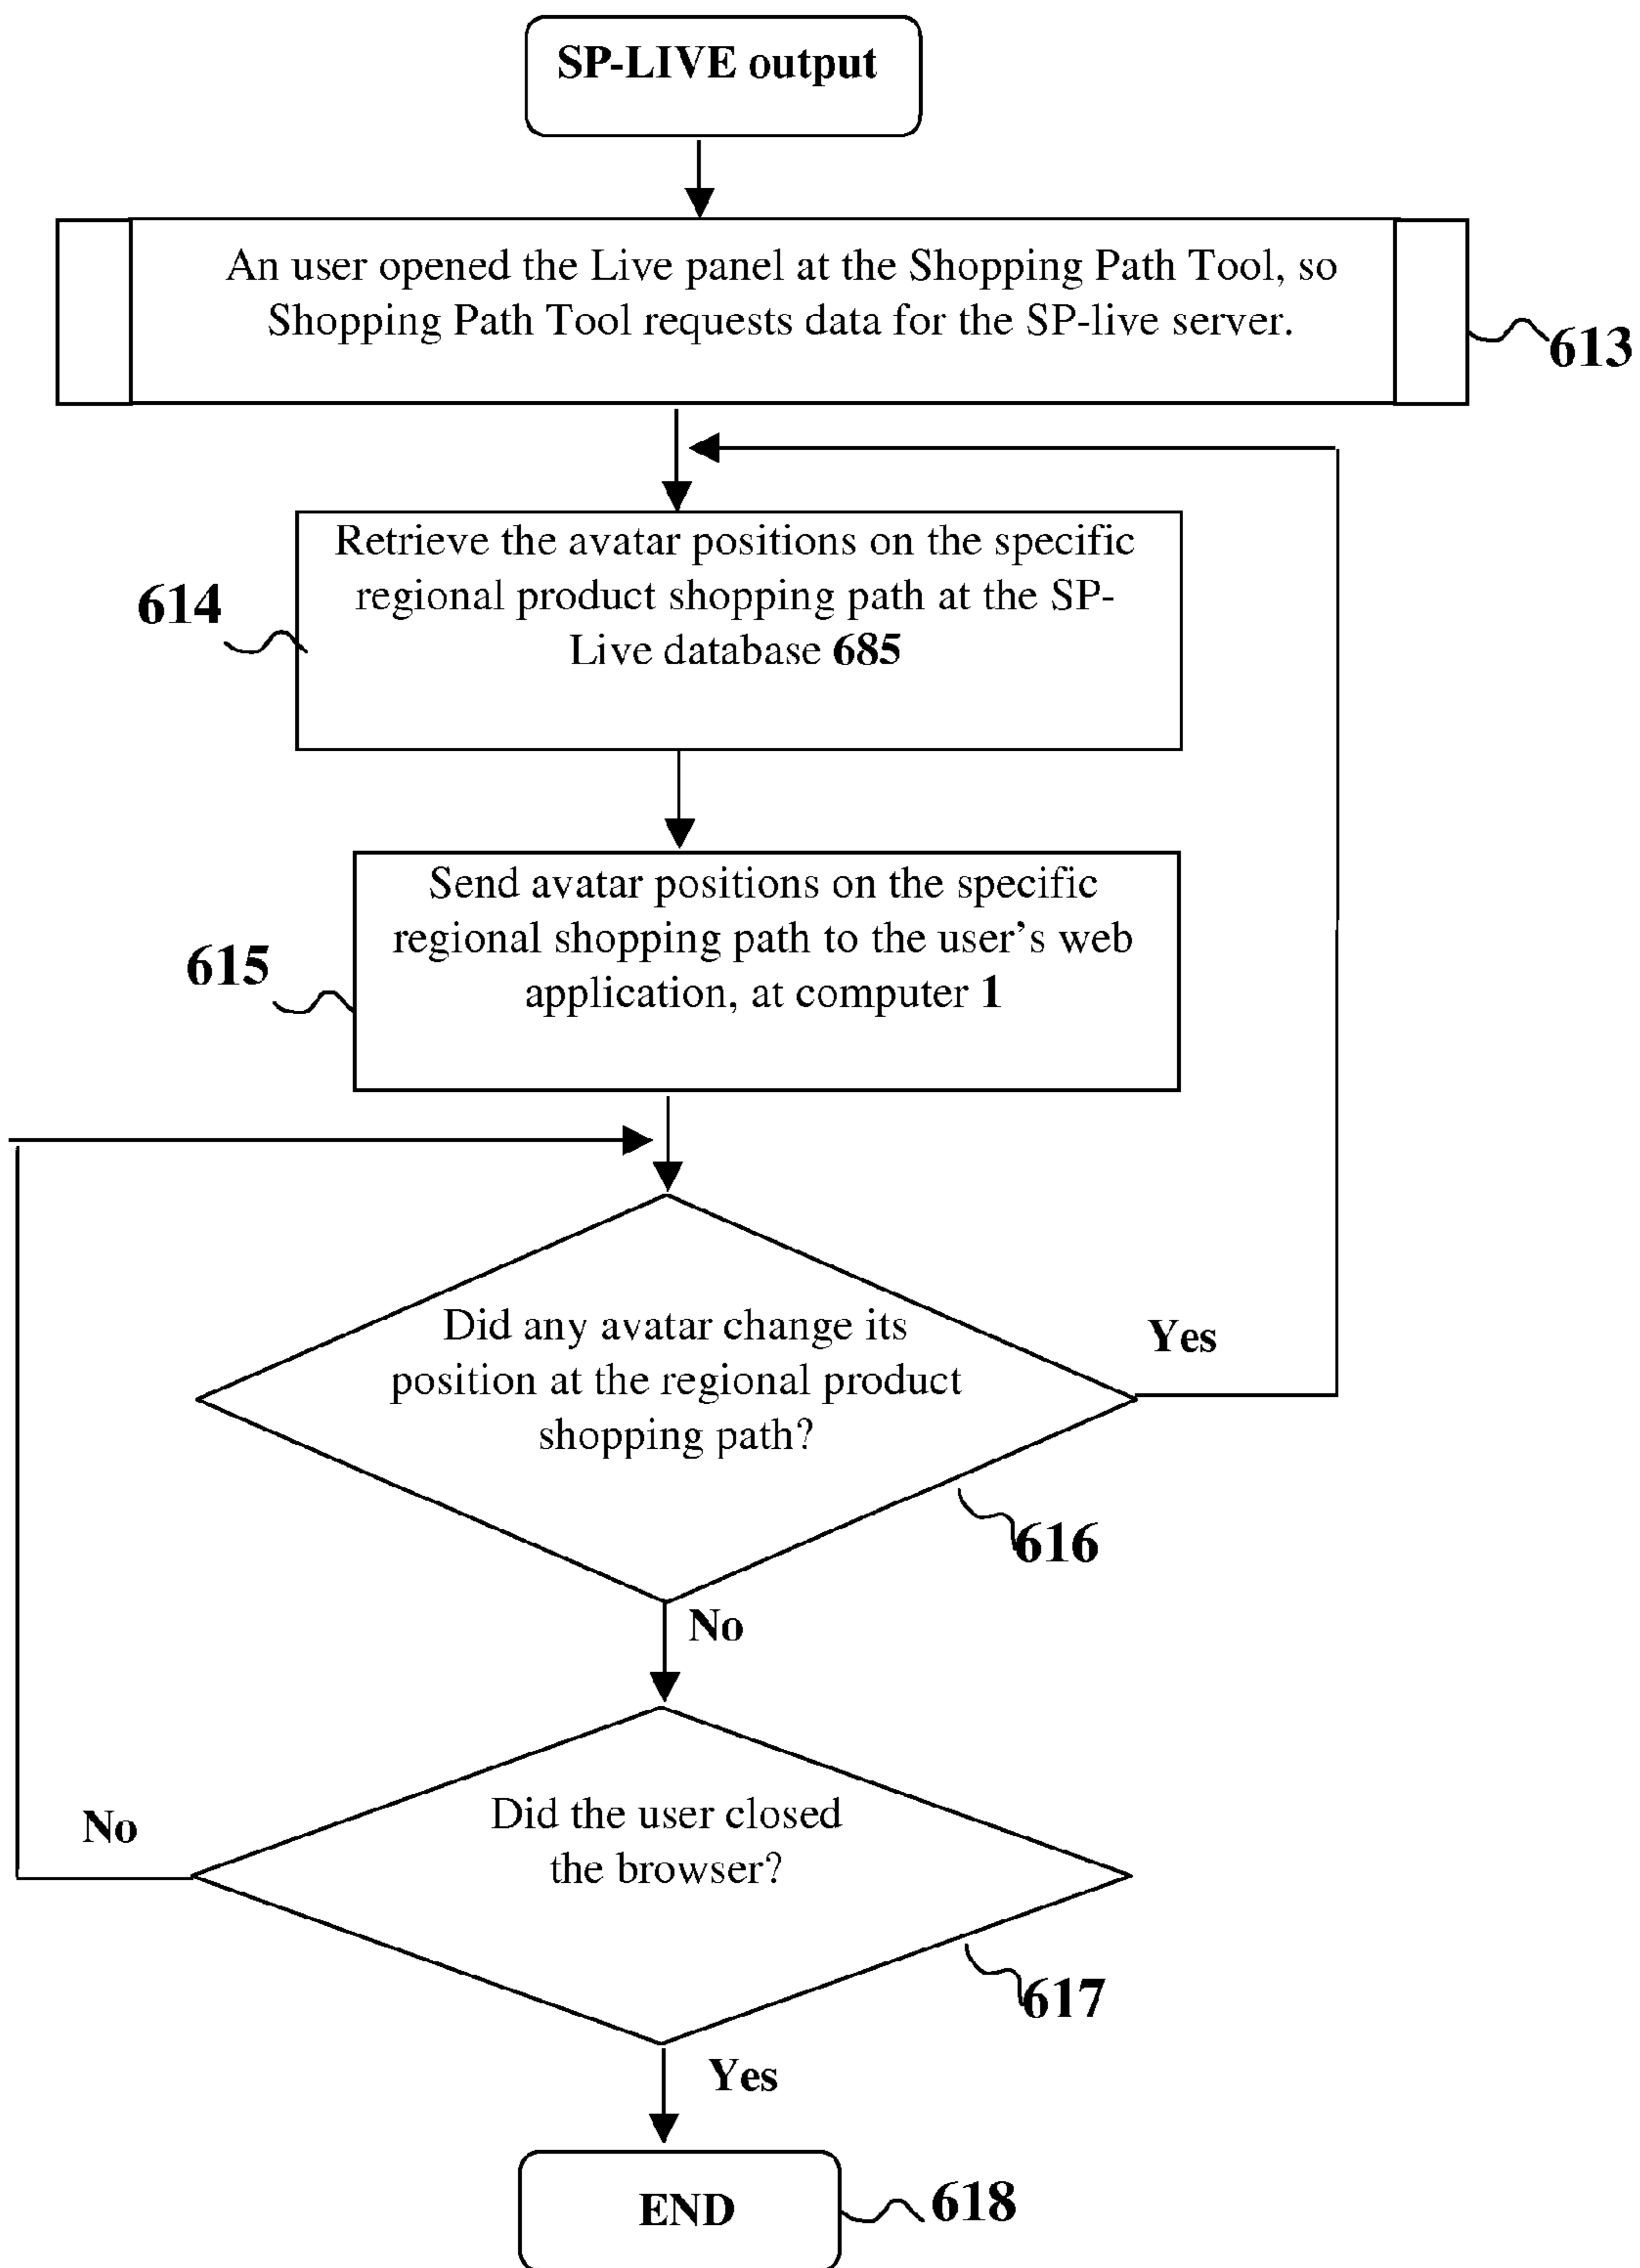 SP-LIVE output
An user opened the Live panel at the Shopping Path Tool, so
Shopping Path Tool requests data for the SP-live server.
613
Retrieve the avatar positions on the specific
regional product shopping path at the SP-
Live database 685
614
Send avatar positions on the specific
regional shopping path to the user's web
application, at computer 1
615
Did any avatar change its
position at the regional product
shopping path?
Yes
616
No
Did the user closed
the browser?
No
617
Yes
END
618